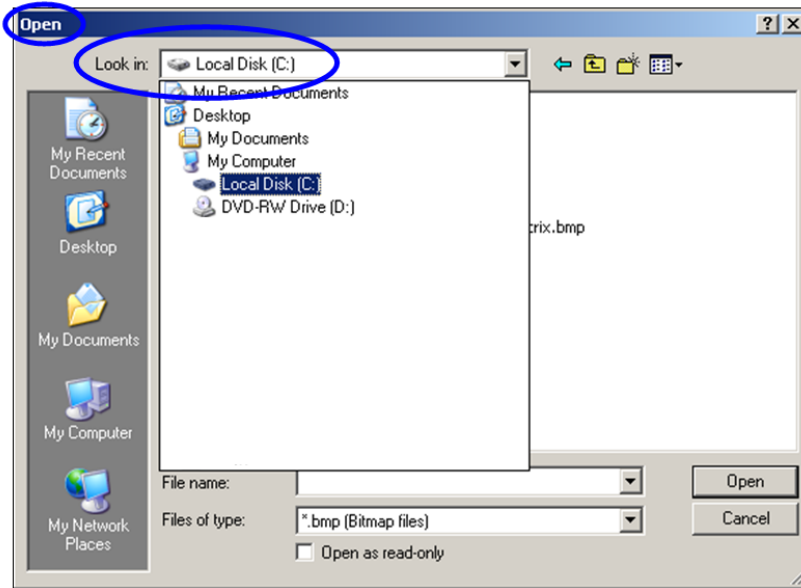 Open
Look in: Local Disk (C:)
My Recent Documents
Desktop
My Documents
My Computer
Local Disk (C:)
DVD-RW Drive (D:)
trix.bmp
My Recent
Documents
Desktop
My Documents
My Computer
My Network
Places
File name:
Open
Files of type: *.bmp (Bitmap files)
Cancel
Open as read-only